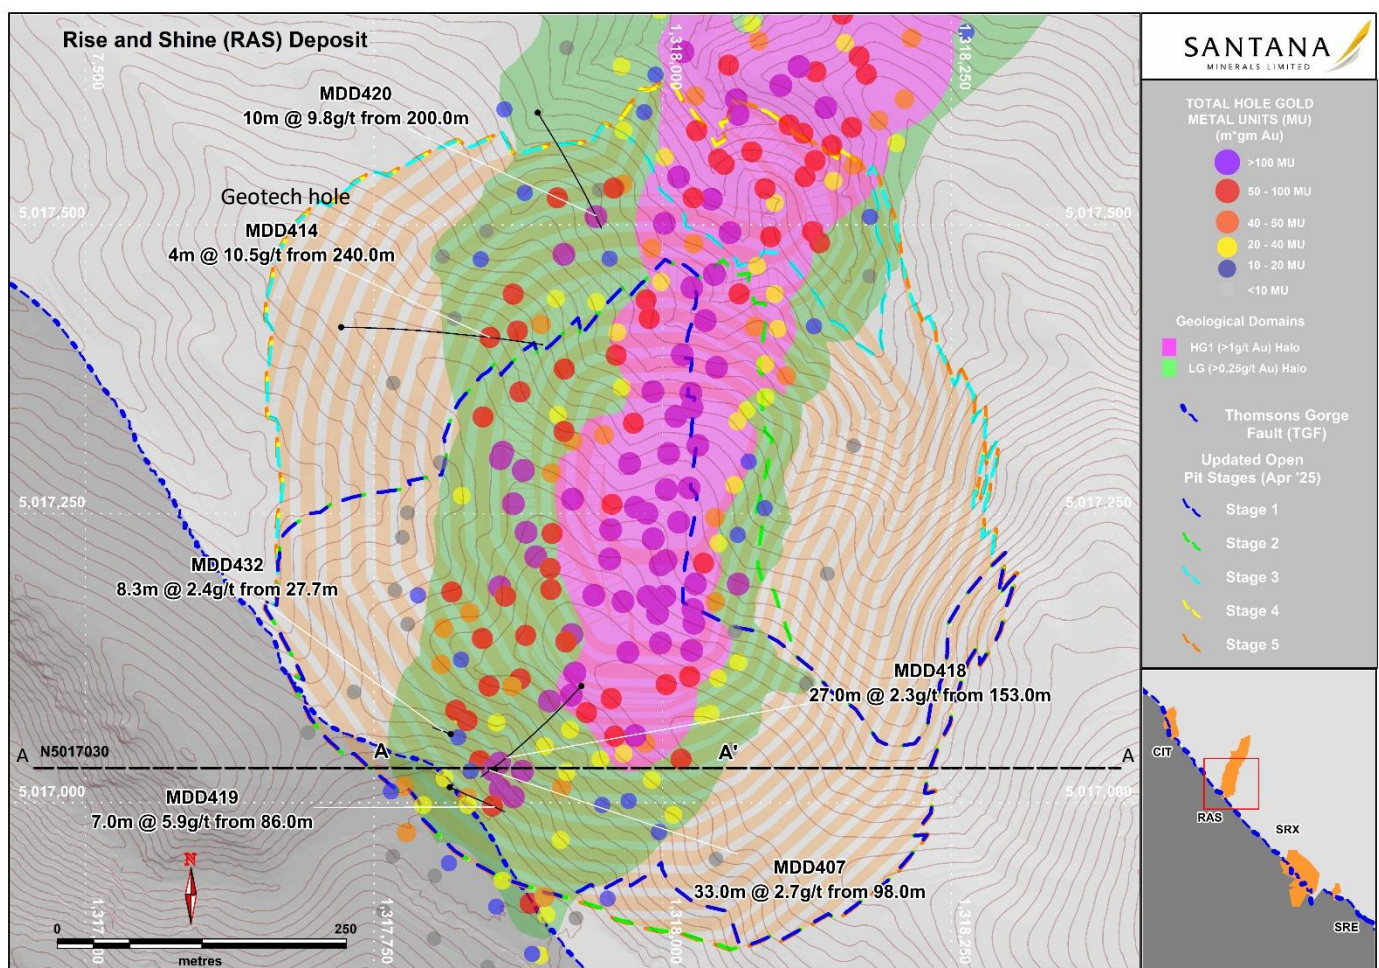 Rise and Shine (RAS) Deposit
7,500
1,318,000
1,318,250
MDD420
10m @ 9.8g/t from 200.0m
Geotech hole
5,017,500
5,017,500
MDD414
4m @ 10.5g/t from 240.0m
5,017,250
5,017,250
MDD432
8.3m @ 2.4g/t from 27.7m
MDD418
27.0m @ 2.3g/t from 153.0m
A
N5017030
A
A'
A
5,017,000
5,017,000
MDD419
7.0m @ 5.9g/t from 86.0m
MDD407
33.0m @ 2.7g/t from 98.0m
N
0
250
metres
1,317,750
1,318,000
1,318,250
SANTANA
MINERALS LIMITED
TOTAL HOLE GOLD
METAL UNITS (MU)
(m*gm Au)
>100 MU
50 - 100 MU
40 - 50 MU
20 - 40 MU
10 - 20 MU
<10 MU
Geological Domains
HG1 (>1g/t Au) Halo
LG (>0.25g/t Au) Halo
Thomsons Gorge
Fault (TGF)
Updated Open
Pit Stages (Apr '25)
Stage 1
Stage 2
Stage 3
Stage 4
Stage 5
CIT
RAS
SRX
SRE